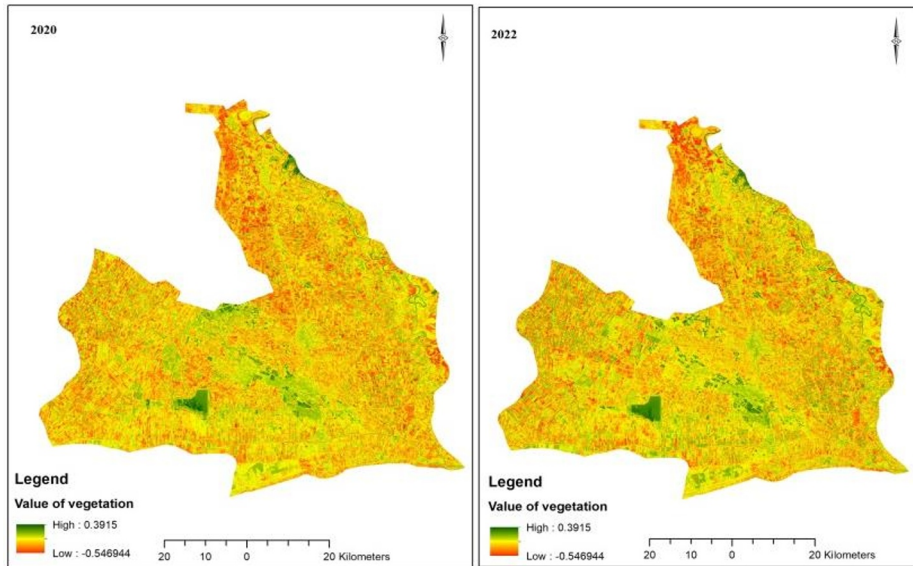 2020
Legend
Value of vegetation
High : 0.3915
Low : -0.546944
20 10 0 20 Kilometers
2022
Legend
Value of vegetation
High : 0.3915
Low : -0.546944
20 10 0 20 Kilometers